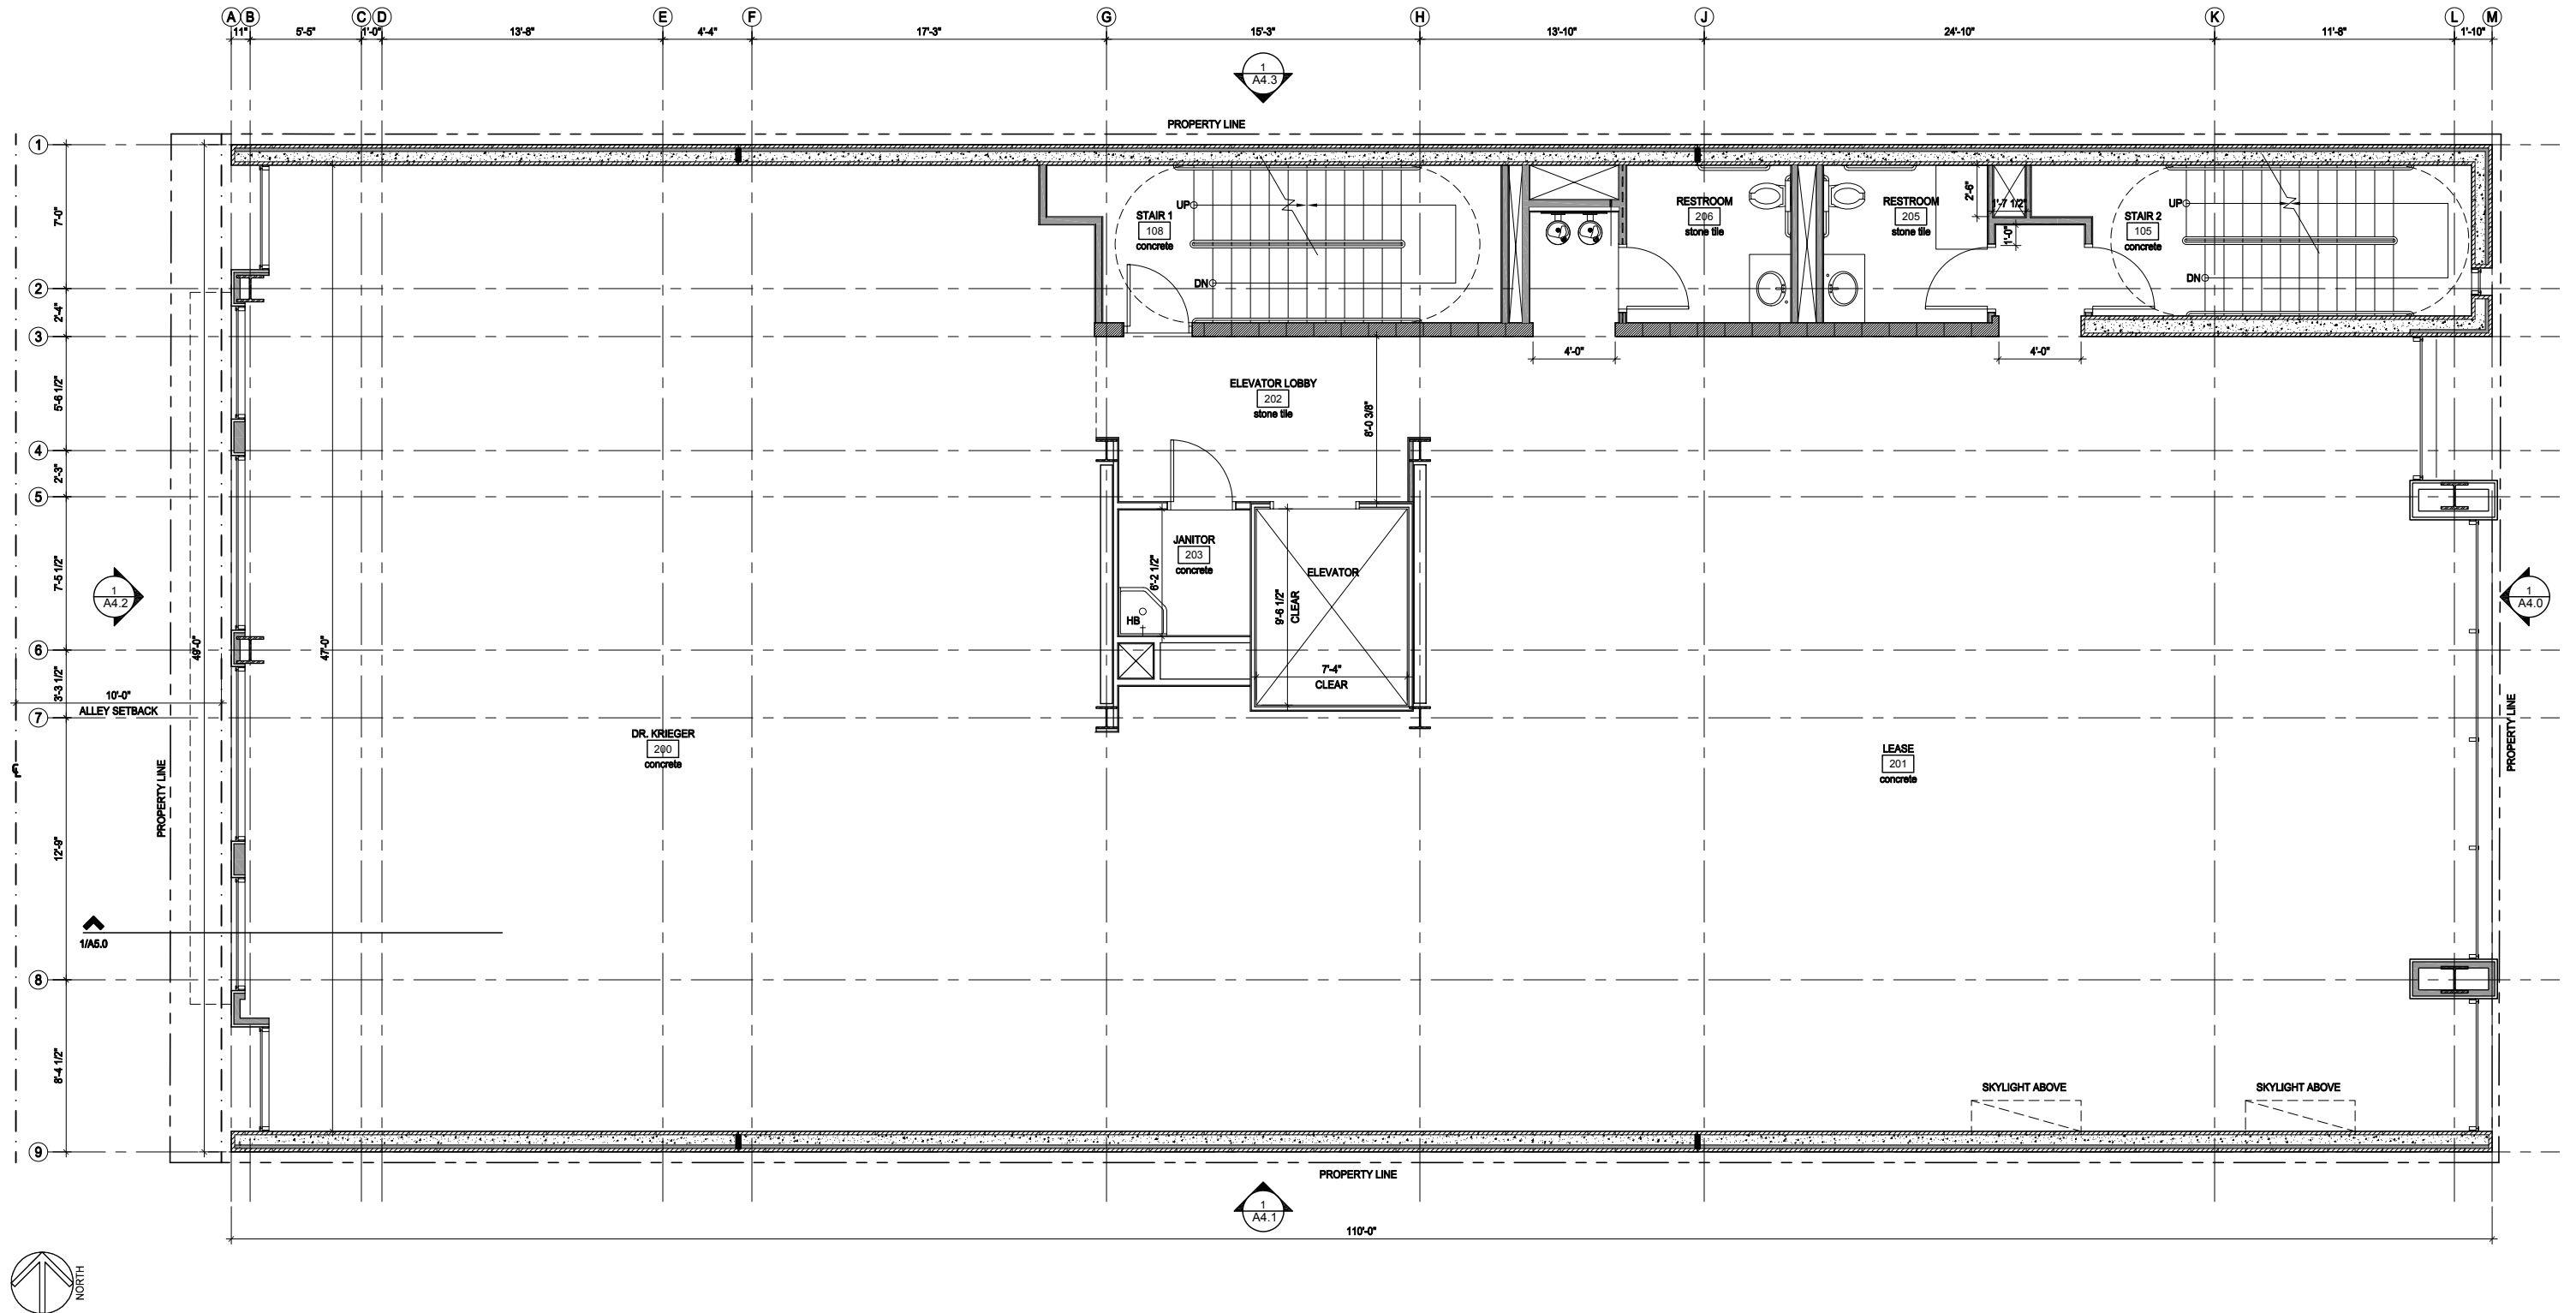 A B C D E F G H J K L M
11" 5'-5" 1'-0" 13'-8" 4'-4" 17'-3" 15'-3" 13'-10" 24'-10" 11'-8" 1'-10"
1
A4.3
PROPERTY LINE
1
7'-0"
2
2'-4"
3
5'-6 1/2"
4
2'-3"
5
7'-5 1/2"
6
3'-3 1/2"
7
12'-9"
8
8'-4 1/2"
9
UP
STAIR 1
108
concrete
DN
RESTROOM
206
stone tile
RESTROOM
205
stone tile
2'-6"
1'-7 1/2"
1'-0"
STAIR 2
105
concrete
UP
DN
4'-0"
4'-0"
ELEVATOR LOBBY
202
stone tile
8'-0 3/8"
JANITOR
203
concrete
6'-2 1/2"
HB
ELEVATOR
9'-6 1/2"
CLEAR
7'-4"
CLEAR
1
A4.2
1
A4.0
49'-0"
47'-0"
10'-0"
ALLEY SETBACK
PROPERTY LINE
PROPERTY LINE
DR. KRIEGER
200
concrete
LEASE
201
concrete
1/A5.0
SKYLIGHT ABOVE
SKYLIGHT ABOVE
PROPERTY LINE
1
A4.1
110'-0"
NORTH